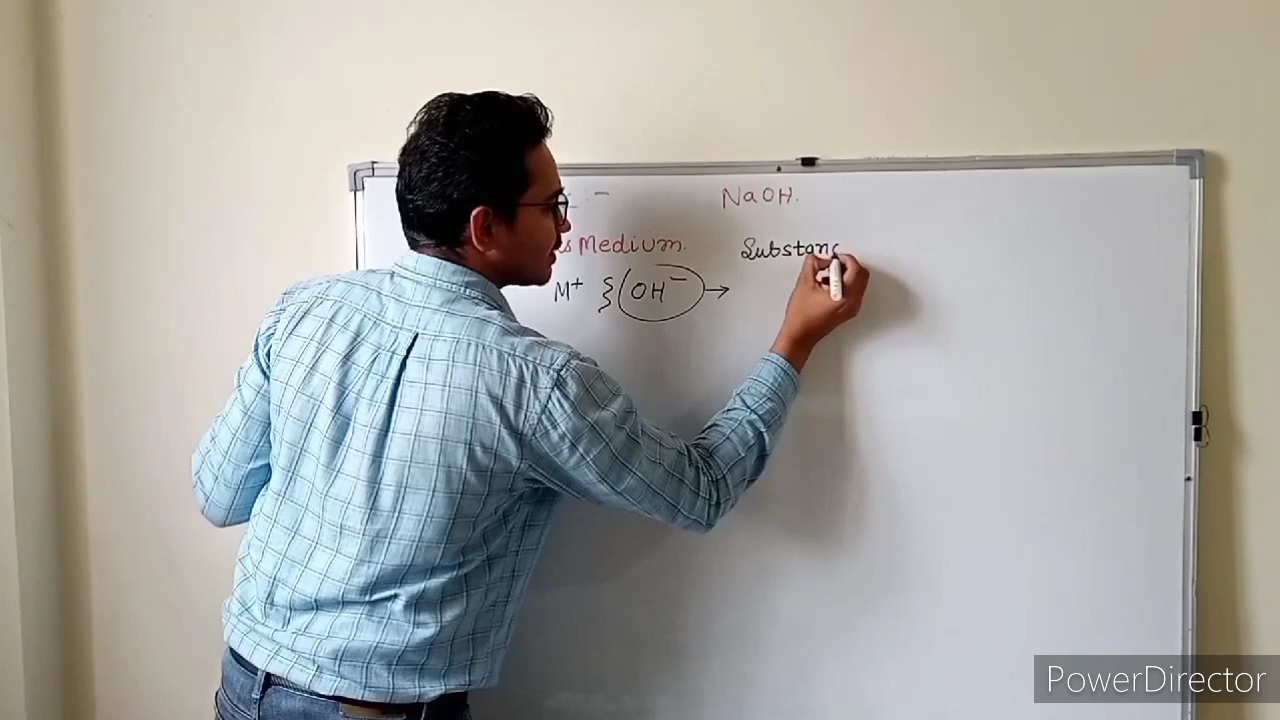 NaOH.
Medium.
Substanc
M⁺ OH⁻ →
PowerDirector